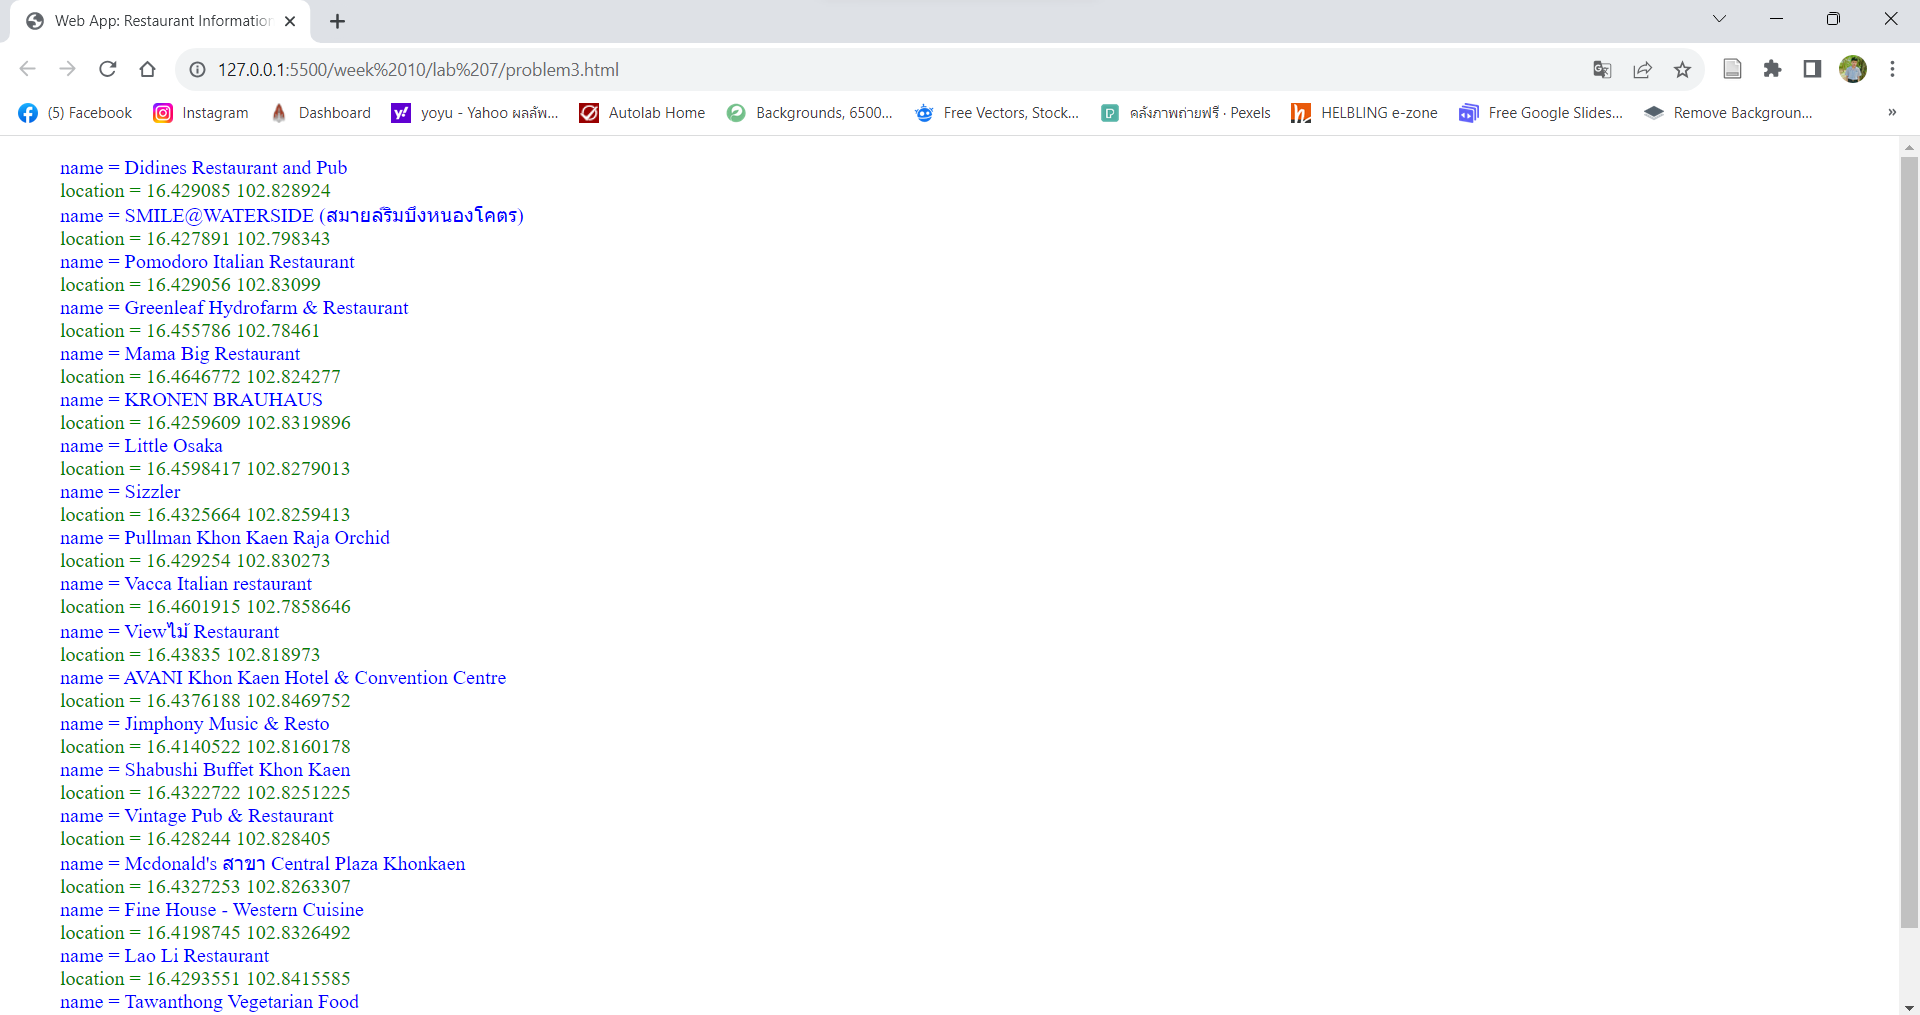 Web App: Restaurant Information
127.0.0.1:5500/week%2010/lab%207/problem3.html
(5) Facebook Instagram Dashboard yoyu - Yahoo ผลลัพ... Autolab Home Backgrounds, 6500... Free Vectors, Stock... คลังภาพถ่ายฟรี · Pexels HELBLING e-zone Free Google Slides... Remove Backgroun... »
name = Didines Restaurant and Pub
location = 16.429085 102.828924
name = SMILE@WATERSIDE (สมายล์ริมบึงหนองโคตร)
location = 16.427891 102.798343
name = Pomodoro Italian Restaurant
location = 16.429056 102.83099
name = Greenleaf Hydrofarm & Restaurant
location = 16.455786 102.78461
name = Mama Big Restaurant
location = 16.4646772 102.824277
name = KRONEN BRAUHAUS
location = 16.4259609 102.8319896
name = Little Osaka
location = 16.4598417 102.8279013
name = Sizzler
location = 16.4325664 102.8259413
name = Pullman Khon Kaen Raja Orchid
location = 16.429254 102.830273
name = Vacca Italian restaurant
location = 16.4601915 102.7858646
name = Viewไม้ Restaurant
location = 16.43835 102.818973
name = AVANI Khon Kaen Hotel & Convention Centre
location = 16.4376188 102.8469752
name = Jimphony Music & Resto
location = 16.4140522 102.8160178
name = Shabushi Buffet Khon Kaen
location = 16.4322722 102.8251225
name = Vintage Pub & Restaurant
location = 16.428244 102.828405
name = Mcdonald's สาขา Central Plaza Khonkaen
location = 16.4327253 102.8263307
name = Fine House - Western Cuisine
location = 16.4198745 102.8326492
name = Lao Li Restaurant
location = 16.4293551 102.8415585
name = Tawanthong Vegetarian Food